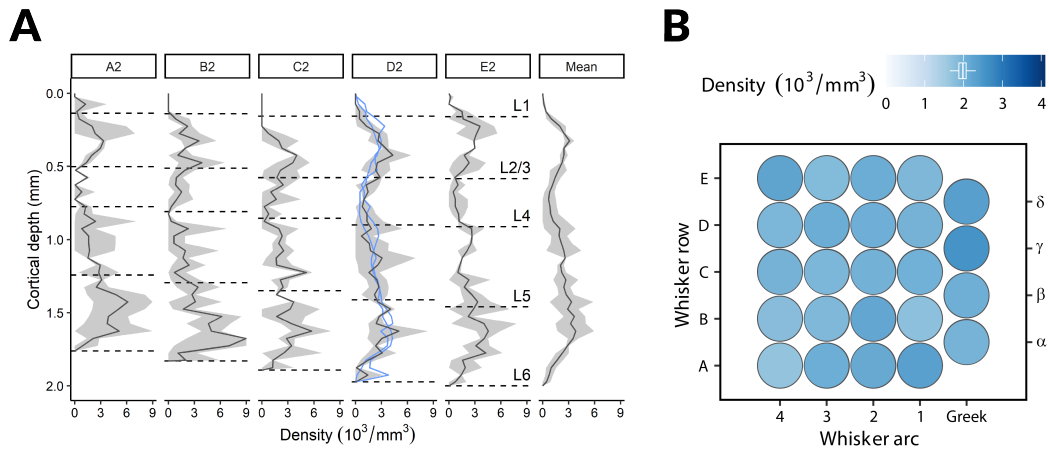 A
A2 B2 C2 D2 E2 Mean
0.0
0.5
1.0
1.5
2.0
Cortical depth (mm)
L1
L2/3
L4
L5
L6
0 3 6 9 0 3 6 9 0 3 6 9 0 3 6 9 0 3 6 9 0 3 6 9
Density (10³/mm³)
B
Density (10³/mm³)
0 1 2 3 4
Whisker row
E
D
C
B
A
δ
γ
β
α
4 3 2 1 Greek
Whisker arc